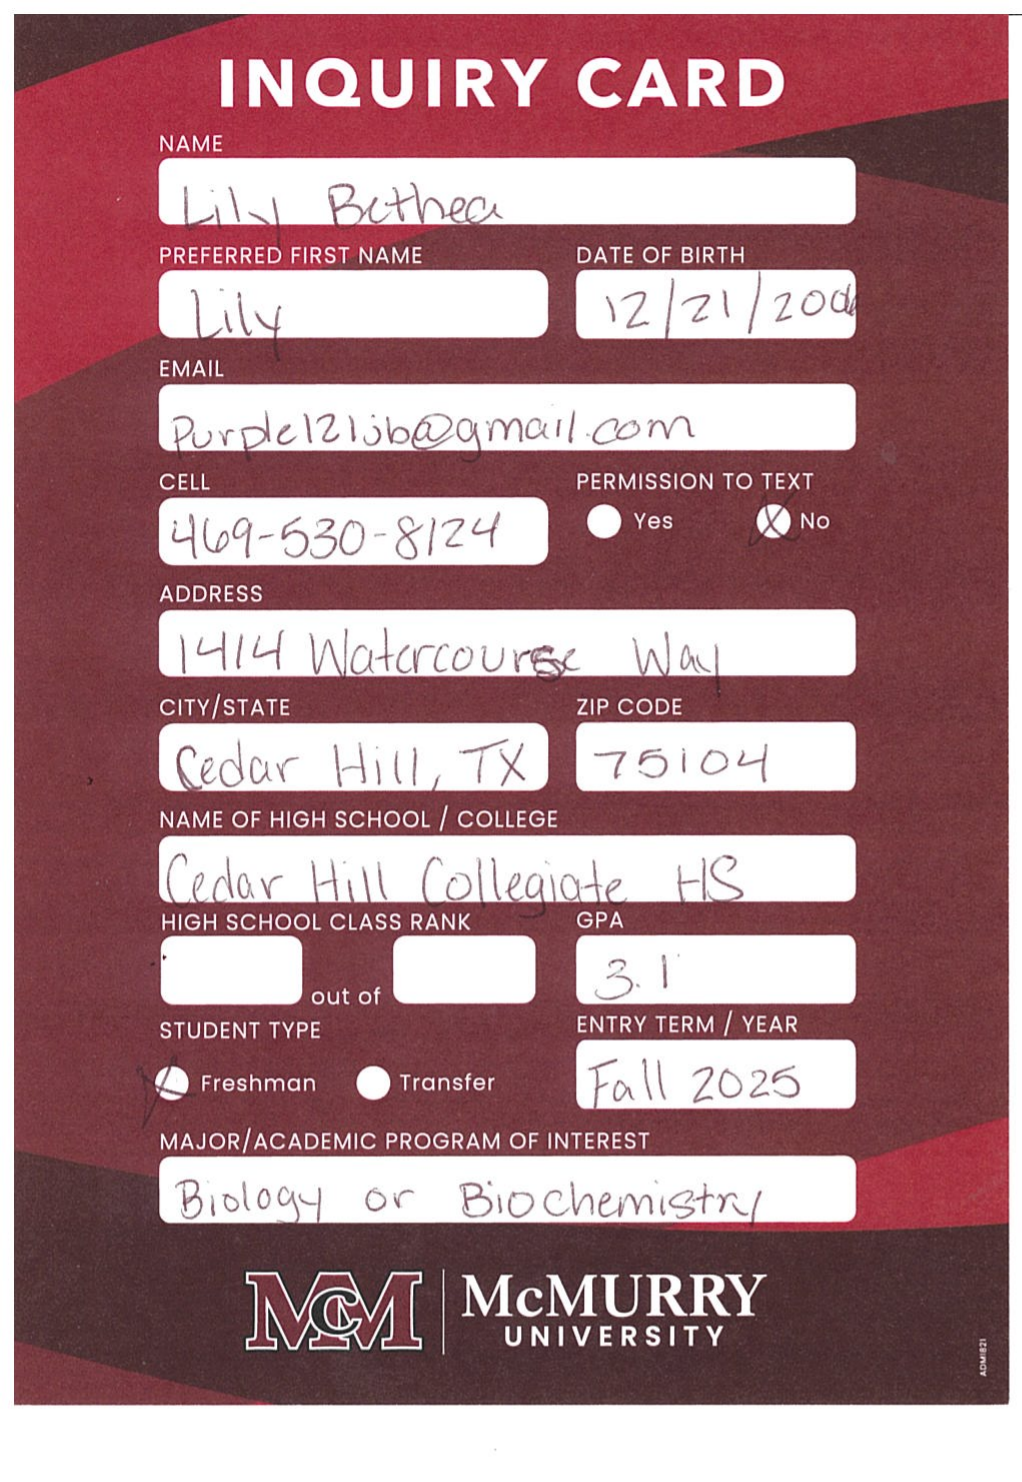 INQUIRY CARD
NAME
Lily Bethea
PREFERRED FIRST NAME
Lily
DATE OF BIRTH
12/21/2006
EMAIL
Purple121jb@gmail.com
CELL
469-530-8124
PERMISSION TO TEXT
Yes
No
ADDRESS
1414 Watercourse Way
CITY/STATE
Cedar Hill, TX
ZIP CODE
75104
NAME OF HIGH SCHOOL / COLLEGE
Cedar Hill Collegiate HS
HIGH SCHOOL CLASS RANK
out of
GPA
3.1
STUDENT TYPE
Freshman
Transfer
ENTRY TERM / YEAR
Fall 2025
MAJOR/ACADEMIC PROGRAM OF INTEREST
Biology or Biochemistry
McM
McMURRY
UNIVERSITY
ADM1821